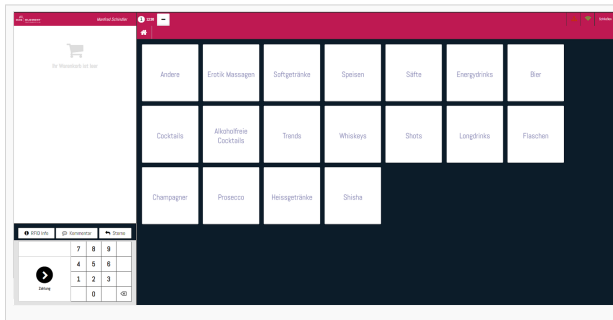 Manfred Schindler
Ihr Warenkorb ist leer
Andere
Erotik Massagen
Softgetränke
Speisen
Säfte
Energydrinks
Bier
Cocktails
Alkoholfreie
Cocktails
Trends
Whiskeys
Shots
Longdrinks
Flaschen
Champagner
Prosecco
Heissgetränke
Shisha
RFID Info
Kommentar
Storno
7 8 9
4 5 6
1 2 3
0
Zahlung